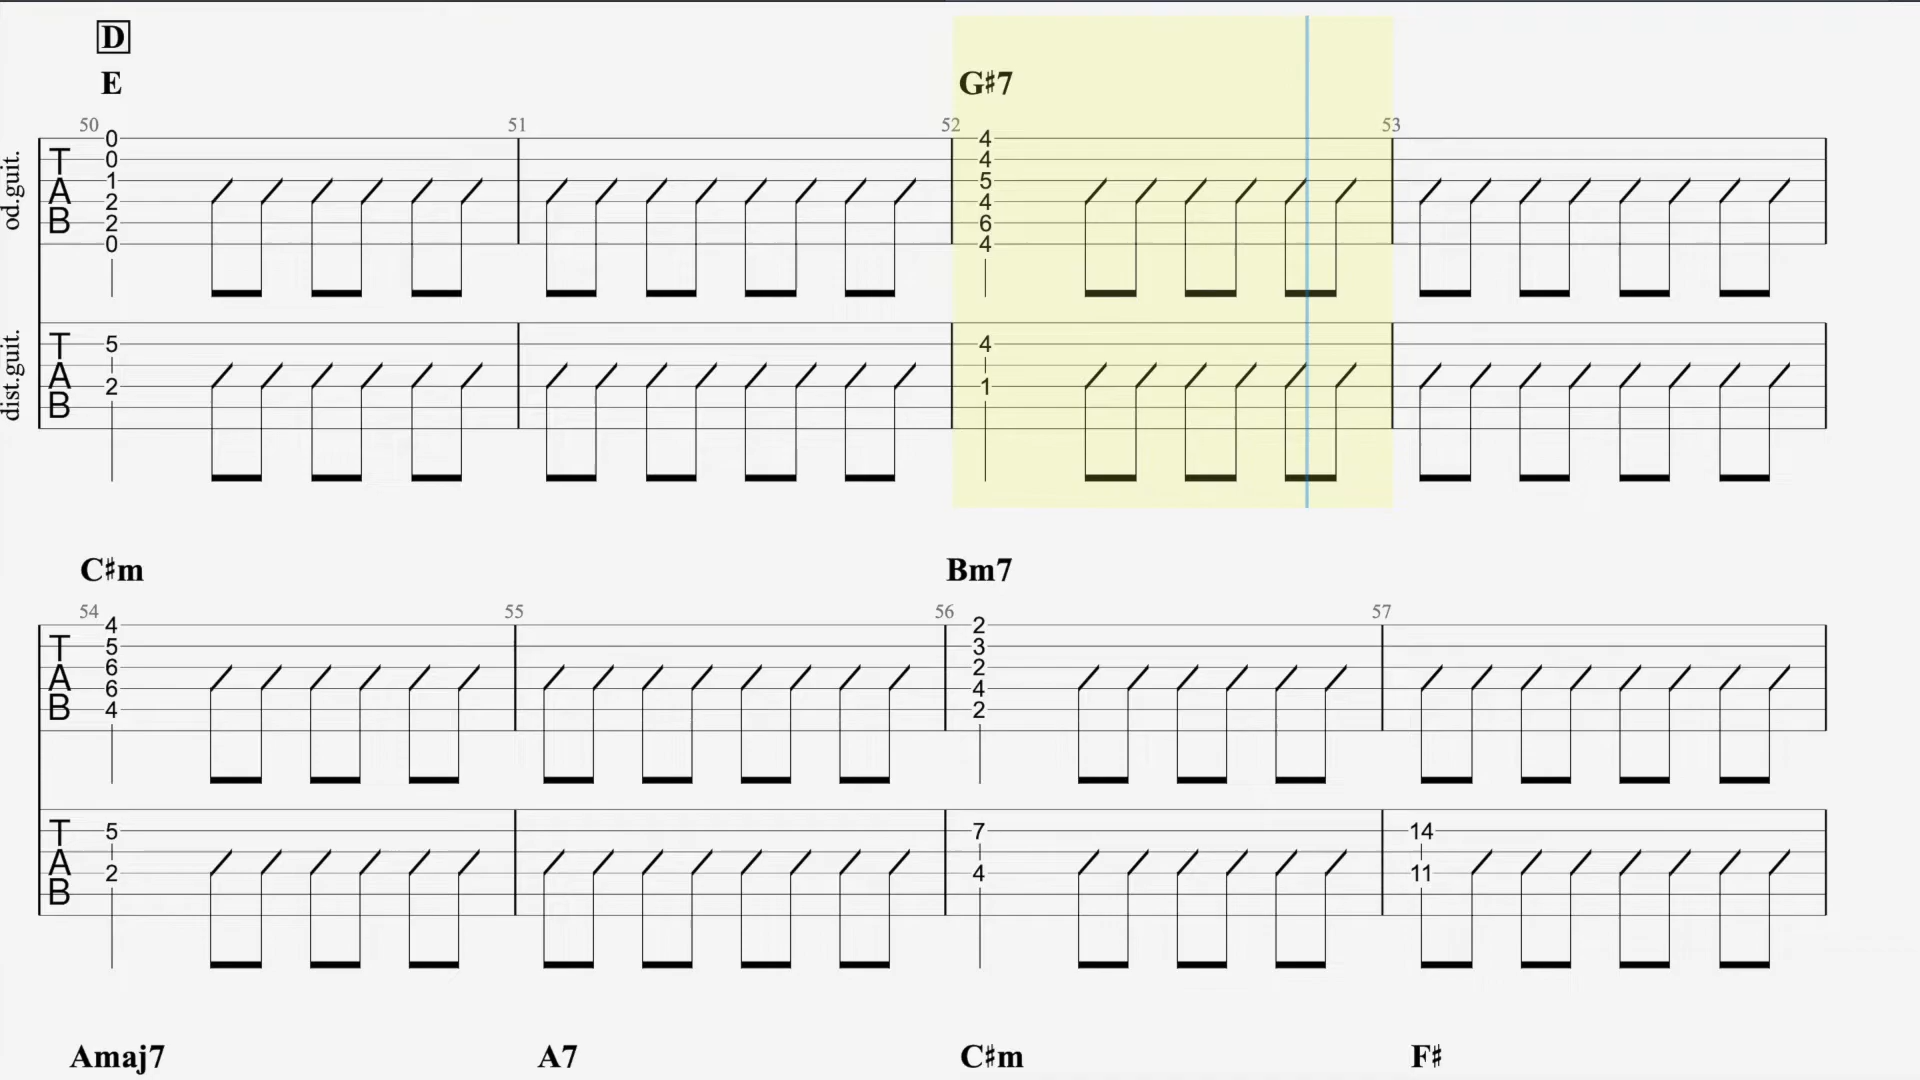 D
E G♯7
50 51 52 53
od.guit.
T A B
0 4
0 4
1 5
2 4
2 6
0 4
dist.guit.
T A B
5 4
2 1
C♯m Bm7
54 55 56 57
T A B
4 2
5 3
6 2
6 4
4 2
T A B
5 7 14
2 4 11
Amaj7 A7 C♯m F♯